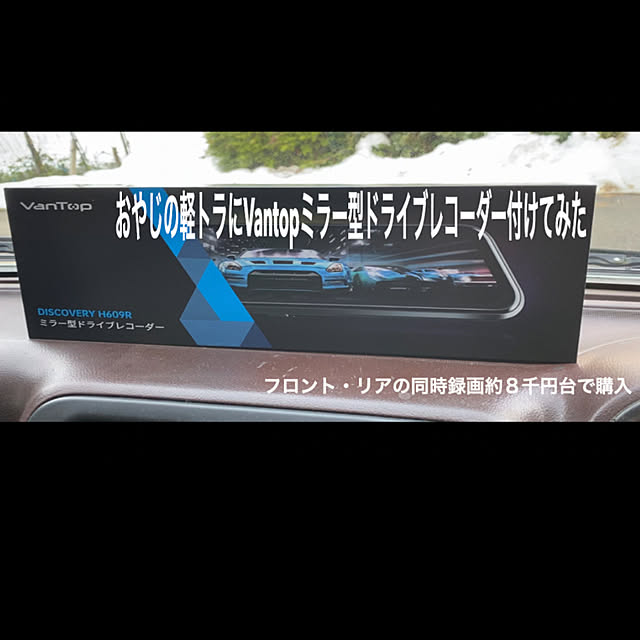 VanTop
おやじの軽トラにVantopミラー型ドライブレコーダー付けてみた
DISCOVERY H609R
ミラー型ドライブレコーダー
フロント・リアの同時録画約８千円台で購入